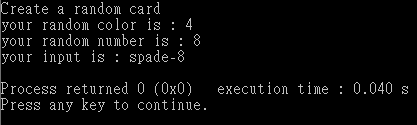 Create a random card
your random color is : 4
your random number is : 8
your input is : spade-8
Process returned 0 (0x0)   execution time : 0.040 s
Press any key to continue.